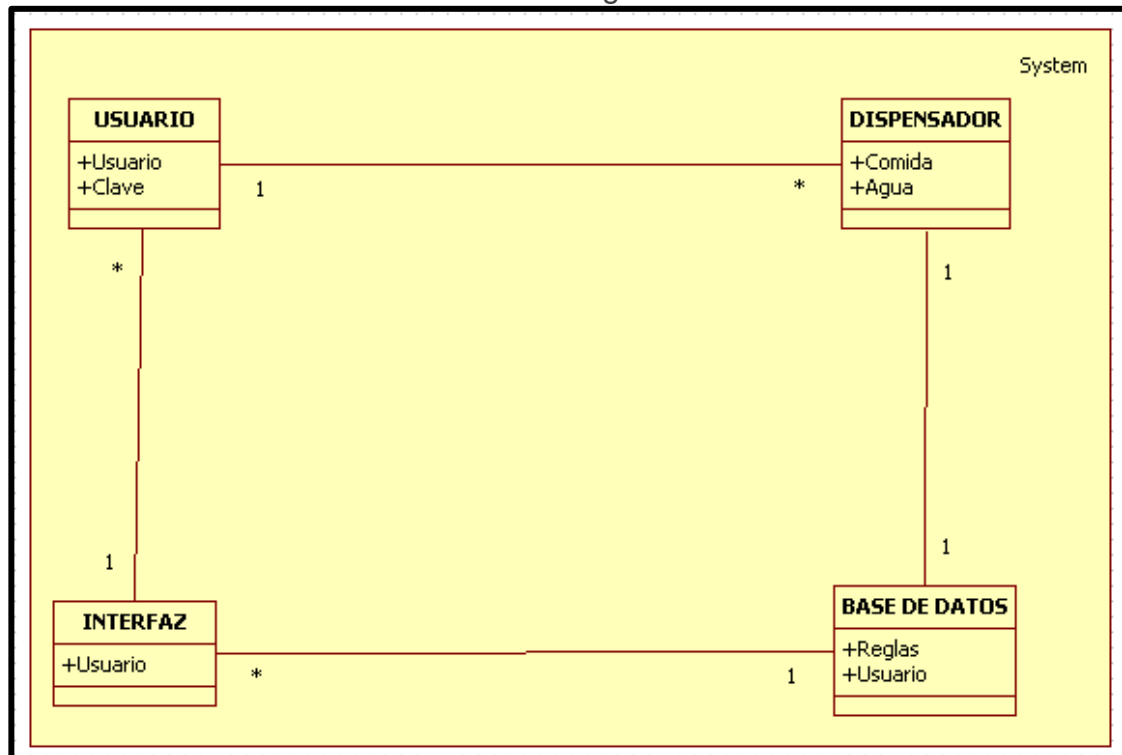 System
USUARIO
+Usuario
+Clave
DISPENSADOR
+Comida
+Agua
1
*
*
1
1
1
INTERFAZ
+Usuario
BASE DE DATOS
+Reglas
+Usuario
*
1